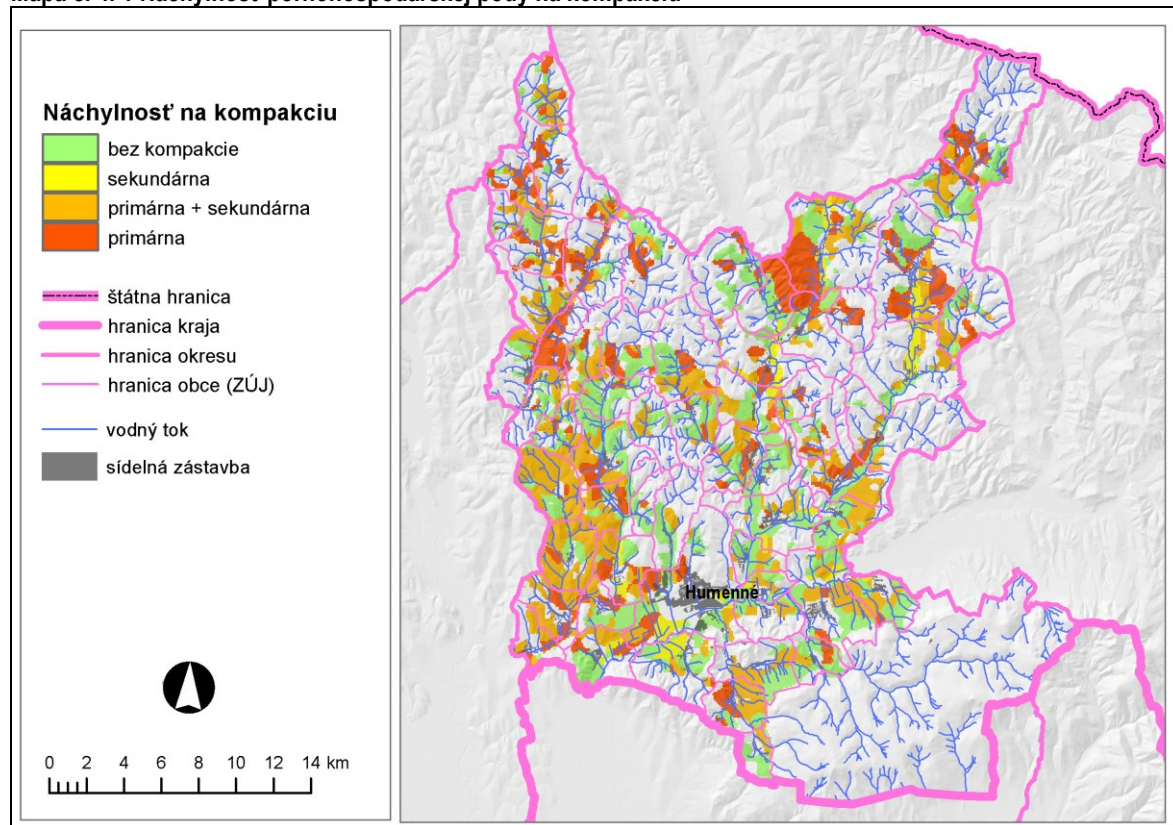 Náchylnosť na kompakciu
bez kompakcie
sekundárna
primárna + sekundárna
primárna
štátna hranica
hranica kraja
hranica okresu
hranica obce (ZÚJ)
vodný tok
sídelná zástavba
0 2 4 6 8 10 12 14 km
Humenné